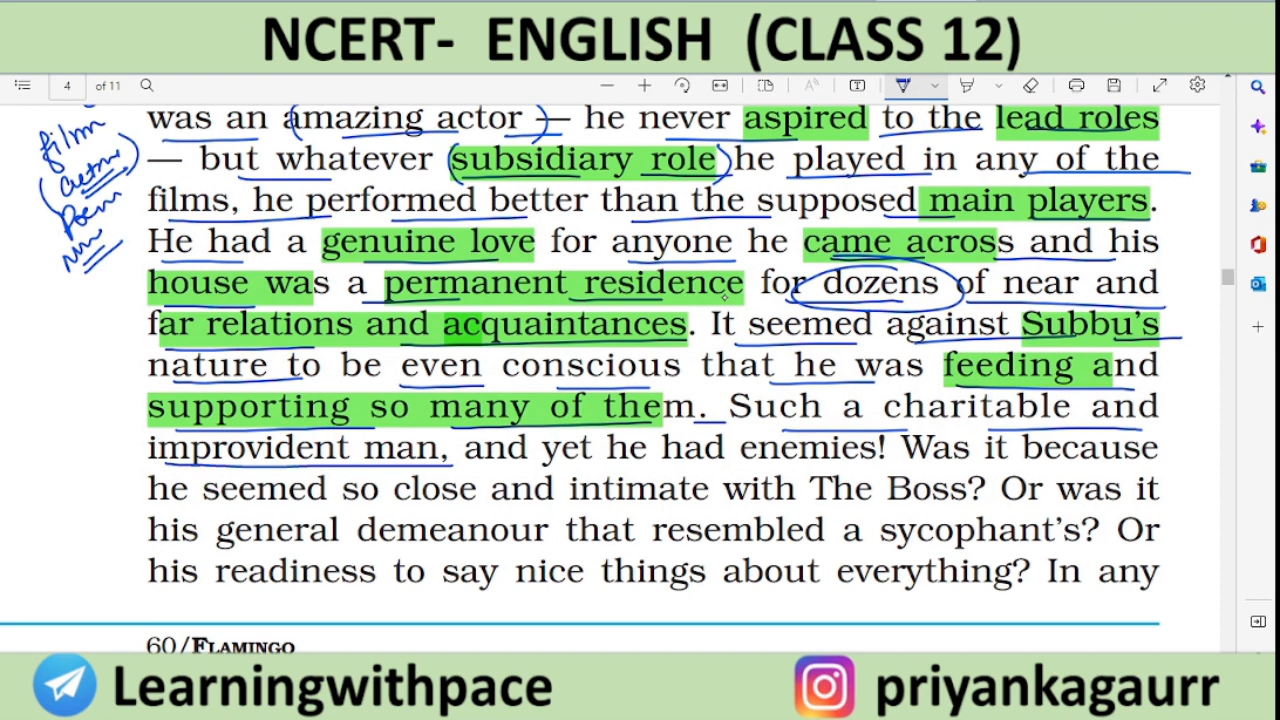 NCERT- ENGLISH (CLASS 12)
4 of 11
was an amazing actor — he never aspired to the lead roles
— but whatever subsidiary role he played in any of the
films, he performed better than the supposed main players.
He had a genuine love for anyone he came across and his
house was a permanent residence for dozens of near and
far relations and acquaintances. It seemed against Subbu's
nature to be even conscious that he was feeding and
supporting so many of them. Such a charitable and
improvident man, and yet he had enemies! Was it because
he seemed so close and intimate with The Boss? Or was it
his general demeanour that resembled a sycophant's? Or
his readiness to say nice things about everything? In any
film
Poem
60/FLAMINGO
Learningwithpace
priyankagaurr